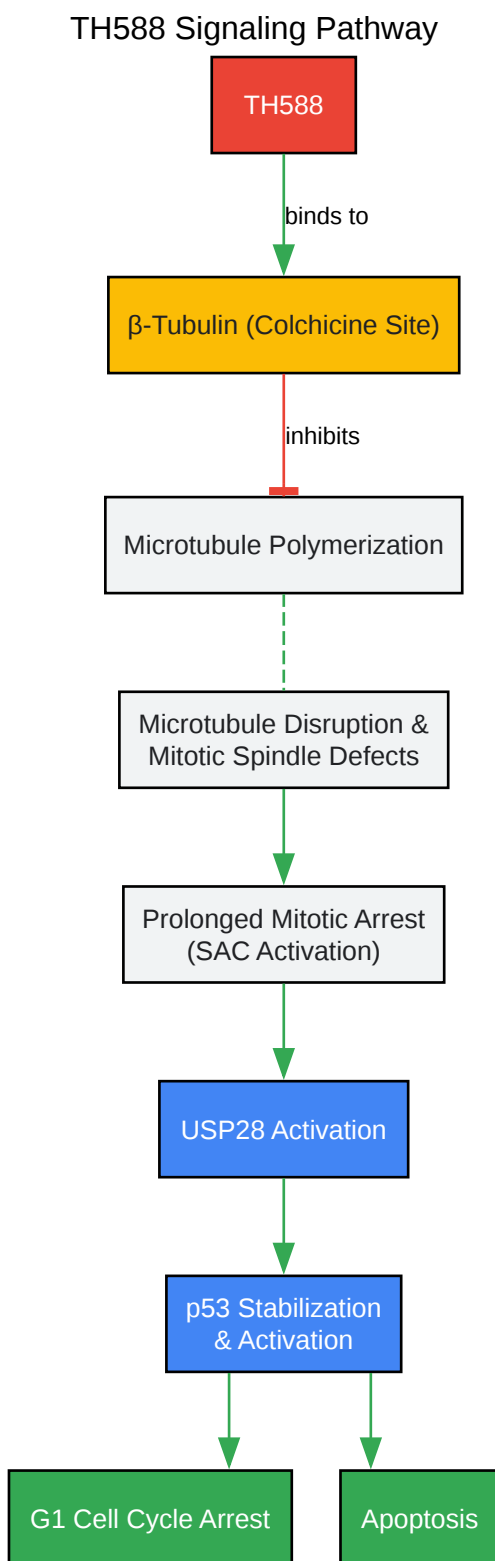 TH588 Signaling Pathway
TH588
binds to
β-Tubulin (Colchicine Site)
inhibits
Microtubule Polymerization
Microtubule Disruption &
Mitotic Spindle Defects
Prolonged Mitotic Arrest
(SAC Activation)
USP28 Activation
p53 Stabilization
& Activation
G1 Cell Cycle Arrest
Apoptosis